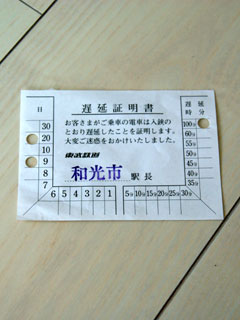 遅延証明書
お客さまがご乗車の電車は入鋏の
とおり遅延したことを証明します。
大変ご迷惑をおかけいたしました。
東武鉄道
和光市 駅長
日
30
20
10
9
8
7
6 5 4 3 2 1
遅延
時分
100分
60分
55分
50分
45分
40分
35分
5分10分15分20分25分30分